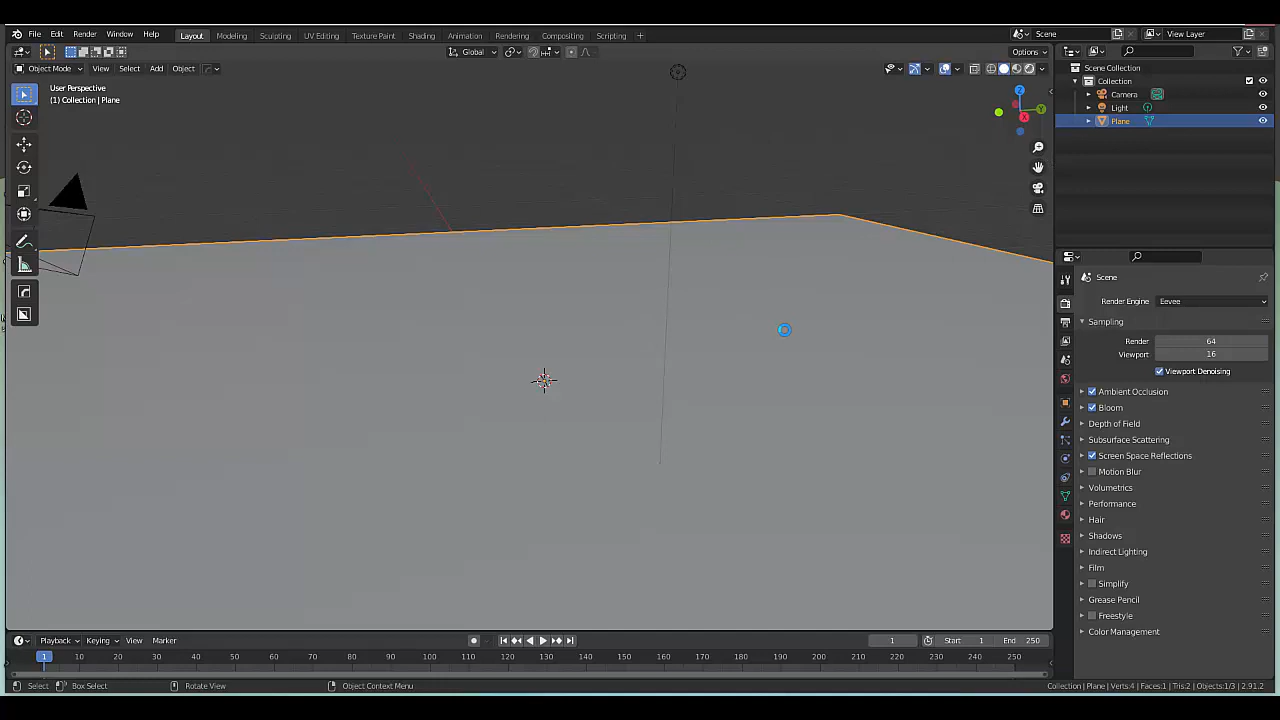 File Edit Render Window Help Layout Modeling Sculpting UV Editing Texture Paint Shading Animation Rendering Compositing Scripting + Scene View Layer
Global Options
Object Mode View Select Add Object
User Perspective
(1) Collection | Plane
Z
Y
X
Scene Collection
Collection
Camera
Light
Plane
Scene
Render Engine Eevee
Sampling
Render 64
Viewport 16
Viewport Denoising
Ambient Occlusion
Bloom
Depth of Field
Subsurface Scattering
Screen Space Reflections
Motion Blur
Volumetrics
Performance
Hair
Shadows
Indirect Lighting
Film
Simplify
Grease Pencil
Freestyle
Color Management
Playback Keying View Marker 1 Start 1 End 250
1 10 20 30 40 50 60 70 80 90 100 110 120 130 140 150 160 170 180 190 200 210 220 230 240 250
Select Box Select Rotate View Object Context Menu Collection | Plane | Verts:4 | Faces:1 | Tris:2 | Objects:1/3 | 2.91.2